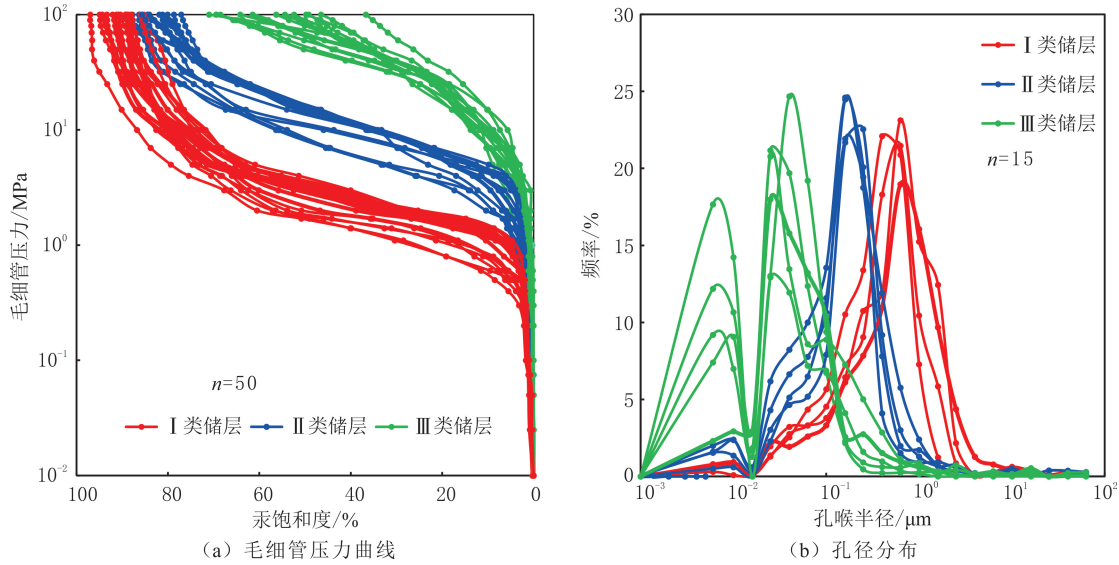 毛细管压力/MPa
10²
10¹
10⁰
10⁻¹
10⁻²
n=50
Ⅰ类储层 Ⅱ类储层 Ⅲ类储层
100 80 60 40 20 0
汞饱和度/%
(a) 毛细管压力曲线
频率/%
30
25
20
15
10
5
0
Ⅰ类储层
Ⅱ类储层
Ⅲ类储层
n=15
10⁻³ 10⁻² 10⁻¹ 10⁰ 10¹ 10²
孔喉半径/μm
(b) 孔径分布